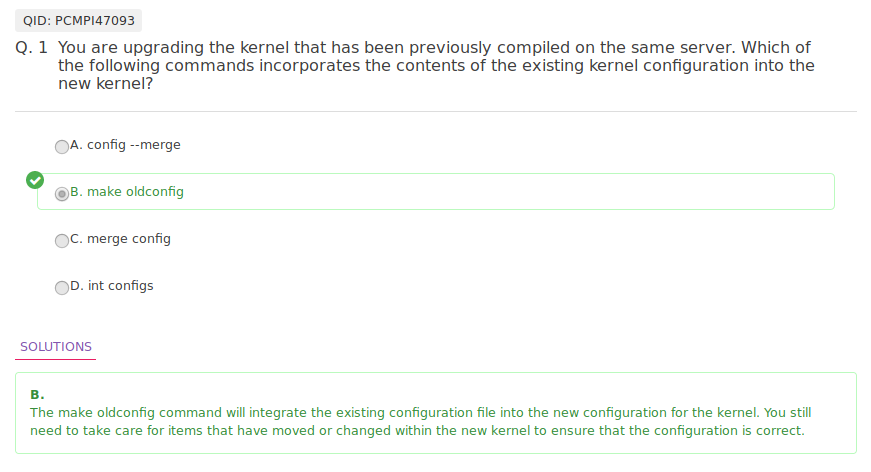 QID: PCMPI47093
Q. 1 You are upgrading the kernel that has been previously compiled on the same server. Which of
the following commands incorporates the contents of the existing kernel configuration into the
new kernel?
A. config --merge
B. make oldconfig
C. merge config
D. int configs
SOLUTIONS
B.
The make oldconfig command will integrate the existing configuration file into the new configuration for the kernel. You still
need to take care for items that have moved or changed within the new kernel to ensure that the configuration is correct.